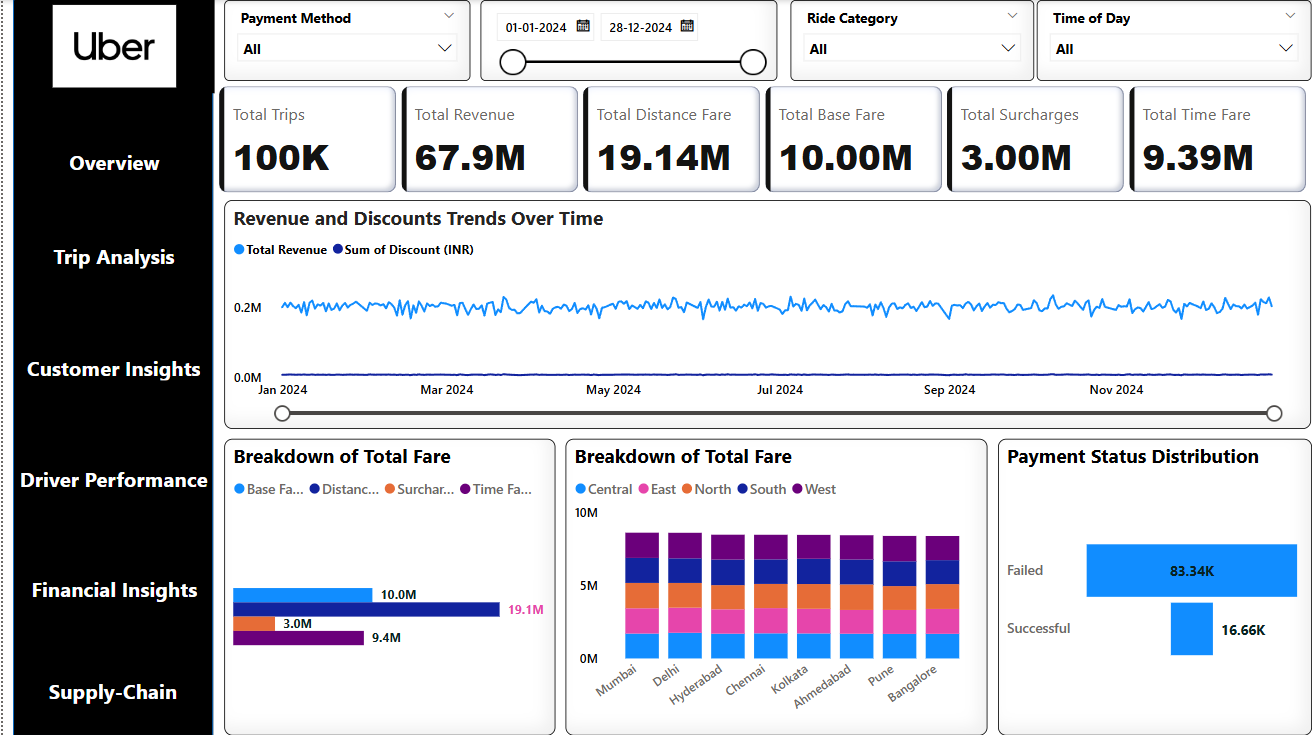 Uber
Overview
Trip Analysis
Customer Insights
Driver Performance
Financial Insights
Supply-Chain
Payment Method
All
01-01-2024 28-12-2024
Ride Category
All
Time of Day
All
Total Trips
100K
Total Revenue
67.9M
Total Distance Fare
19.14M
Total Base Fare
10.00M
Total Surcharges
3.00M
Total Time Fare
9.39M
Revenue and Discounts Trends Over Time
Total Revenue Sum of Discount (INR)
0.2M
0.0M
Jan 2024 Mar 2024 May 2024 Jul 2024 Sep 2024 Nov 2024
Breakdown of Total Fare
Base Fa... Distanc... Surchar... Time Fa...
10.0M
19.1M
3.0M
9.4M
Breakdown of Total Fare
Central East North South West
10M
5M
0M
Mumbai Delhi Hyderabad Chennai Kolkata Ahmedabad Pune Bangalore
Payment Status Distribution
Failed 83.34K
Successful 16.66K